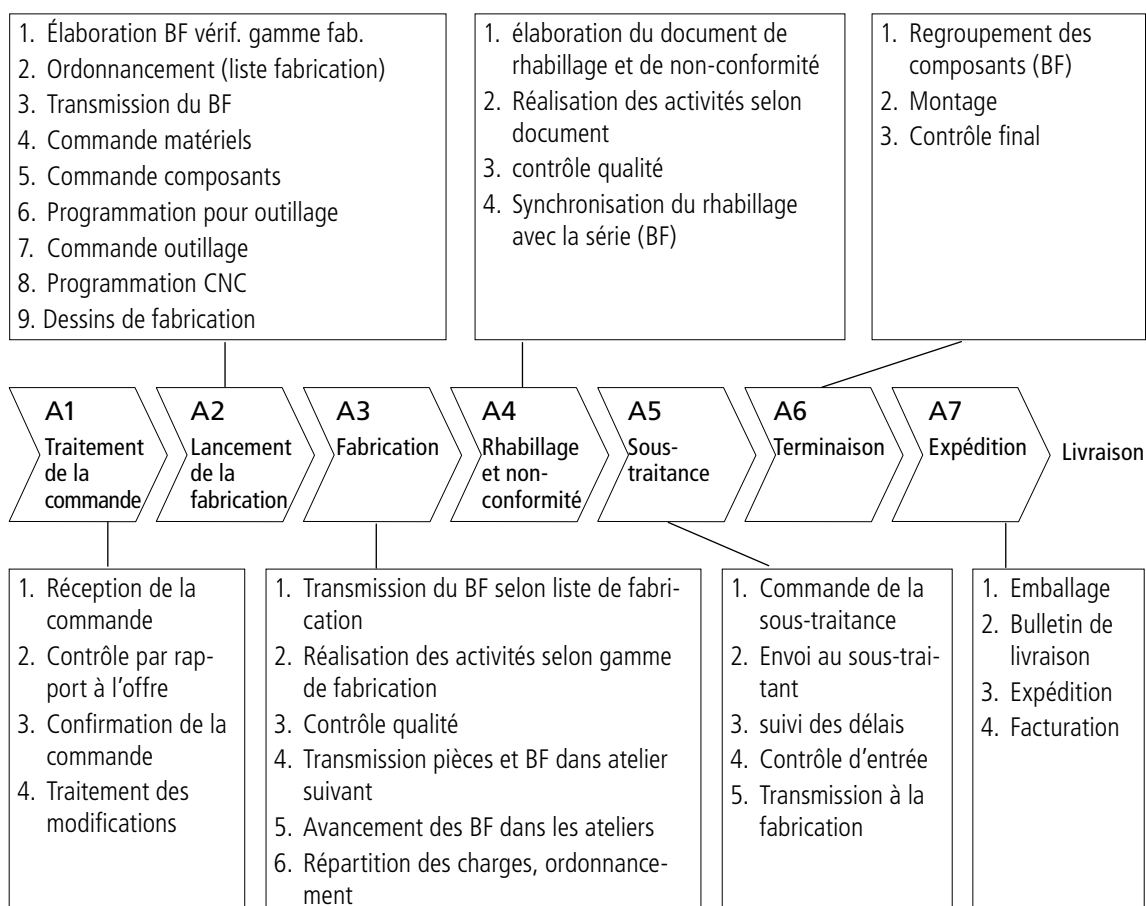 1. Élaboration BF vérif. gamme fab.
2. Ordonnancement (liste fabrication)
3. Transmission du BF
4. Commande matériels
5. Commande composants
6. Programmation pour outillage
7. Commande outillage
8. Programmation CNC
9. Dessins de fabrication
1. élaboration du document de
rhabillage et de non-conformité
2. Réalisation des activités selon
document
3. contrôle qualité
4. Synchronisation du rhabillage
avec la série (BF)
1. Regroupement des
composants (BF)
2. Montage
3. Contrôle final
A1
Traitement
de la
commande
A2
Lancement
de la
fabrication
A3
Fabrication
A4
Rhabillage
et non-
conformité
A5
Sous-
traitance
A6
Terminaison
A7
Expédition
Livraison
1. Réception de la
commande
2. Contrôle par rap-
port à l'offre
3. Confirmation de la
commande
4. Traitement des
modifications
1. Transmission du BF selon liste de fabri-
cation
2. Réalisation des activités selon gamme
de fabrication
3. Contrôle qualité
4. Transmission pièces et BF dans atelier
suivant
5. Avancement des BF dans les ateliers
6. Répartition des charges, ordonnance-
ment
1. Commande de la
sous-traitance
2. Envoi au sous-trai-
tant
3. suivi des délais
4. Contrôle d'entrée
5. Transmission à la
fabrication
1. Emballage
2. Bulletin de
livraison
3. Expédition
4. Facturation